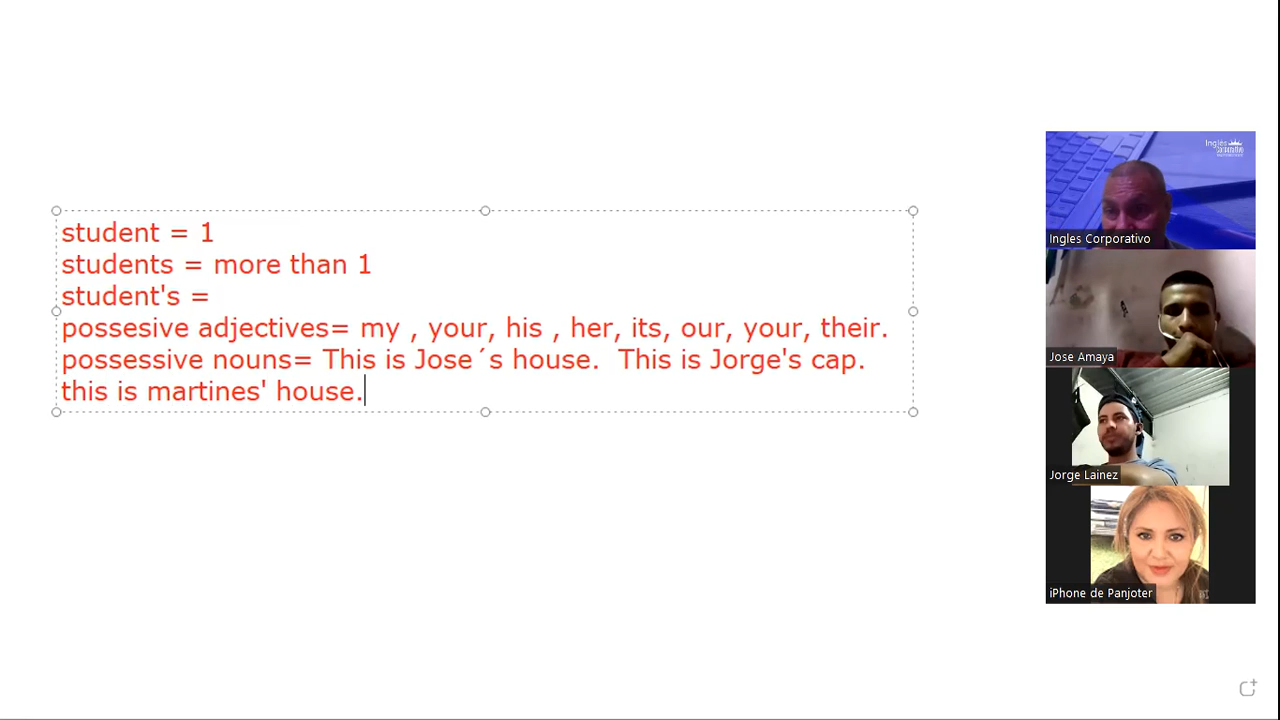 student = 1
students = more than 1
student's =
possesive adjectives= my , your, his , her, its, our, your, their.
possessive nouns= This is Jose´s house.  This is Jorge's cap.
this is martines' house.
Ingles
Corporativo
Ingles Corporativo
Jose Amaya
Jorge Lainez
iPhone de Panjoter